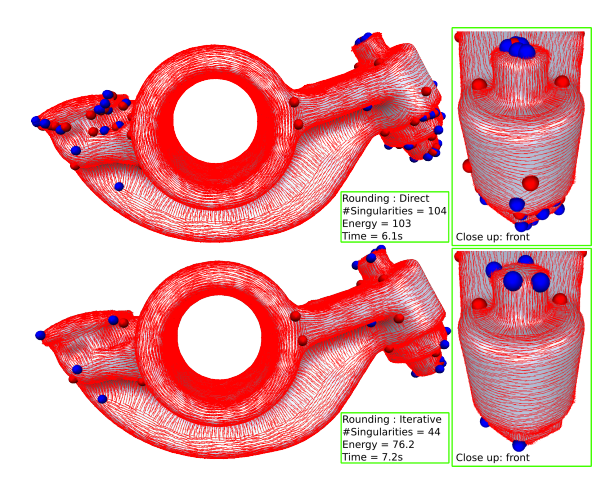 Rounding : Direct
#Singularities = 104
Energy = 103
Time = 6.1s
Close up: front
Rounding : Iterative
#Singularities = 44
Energy = 76.2
Time = 7.2s
Close up: front